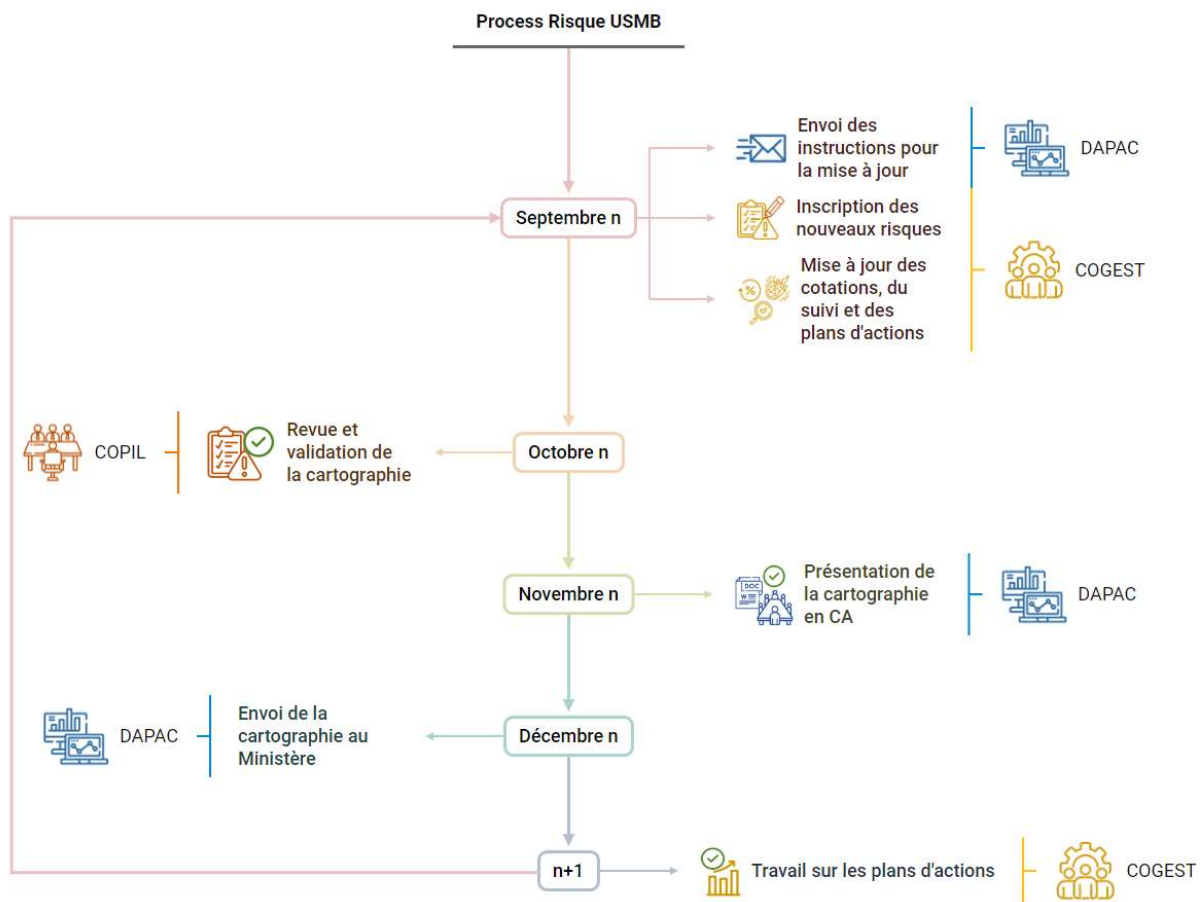 Process Risque USMB
Envoi des
instructions pour
la mise à jour
DAPAC
Septembre n
Inscription des
nouveaux risques
Mise à jour des
cotations, du
suivi et des
plans d'actions
COGEST
COPIL
Revue et
validation de
la cartographie
Octobre n
Novembre n
DOC
W
Présentation de
la cartographie
en CA
DAPAC
DAPAC
Envoi de la
cartographie au
Ministère
Décembre n
n+1
Travail sur les plans d'actions
COGEST